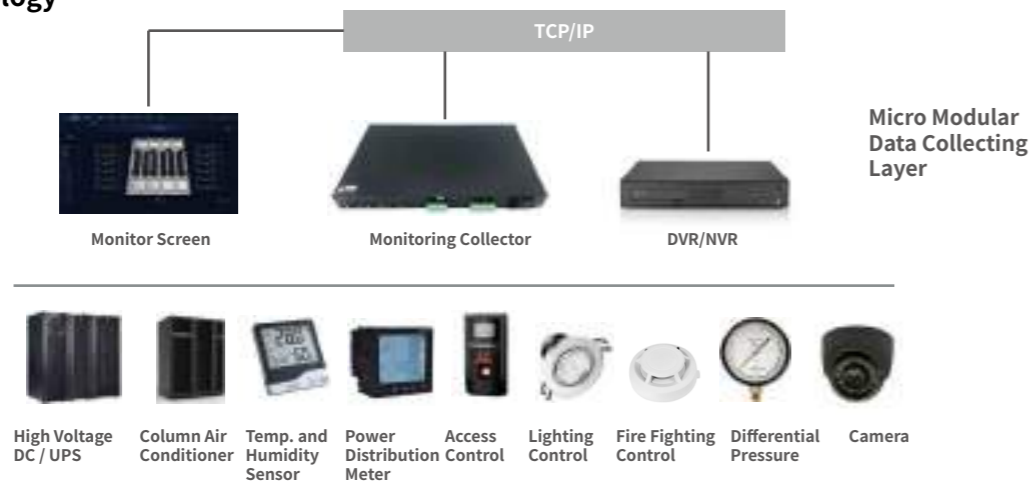 TCP/IP
Micro Modular
Data Collecting
Layer
Monitor Screen
Monitoring Collector
DVR/NVR
High Voltage
DC / UPS
Column Air
Conditioner
Temp. and
Humidity
Sensor
Power
Distribution
Meter
Access
Control
Lighting
Control
Fire Fighting
Control
Differential
Pressure
Camera